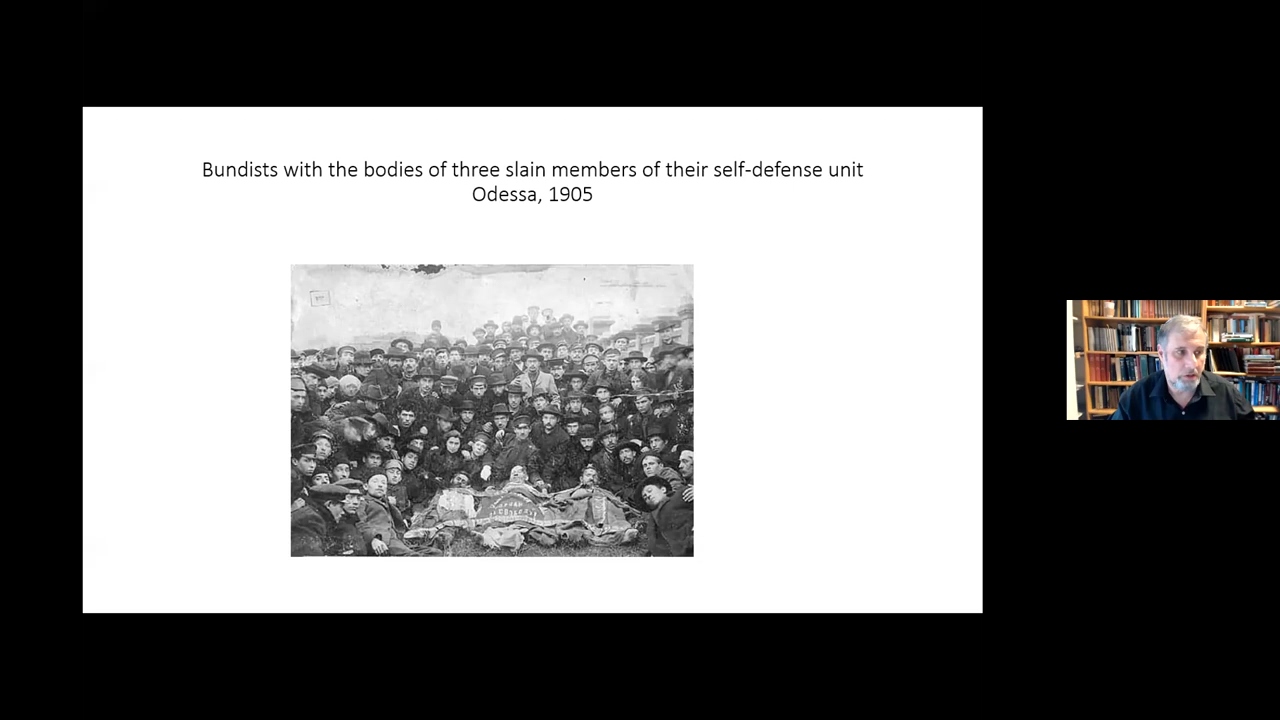 Bundists with the bodies of three slain members of their self-defense unit
Odessa, 1905